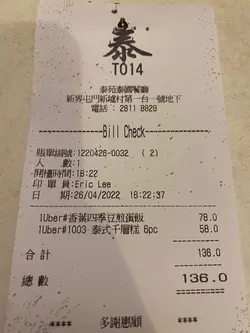 泰
TO14
泰苑泰國餐廳
新界屯門新墟村第一台一號地下
電話 : 2811 8828
Bill Check
賬單編號:1220426-0032 ( 2)
人 數:1
開檯時間:18:22
印單員:Eric Lee
日 期:26/04/2022 18:22:37
1Uber#香葉四季豆煎蛋飯 78.0
1Uber#1003 泰式千層糕 6pc 58.0
合 計 136.0
總 數 136.0
**** 多謝惠顧 ****